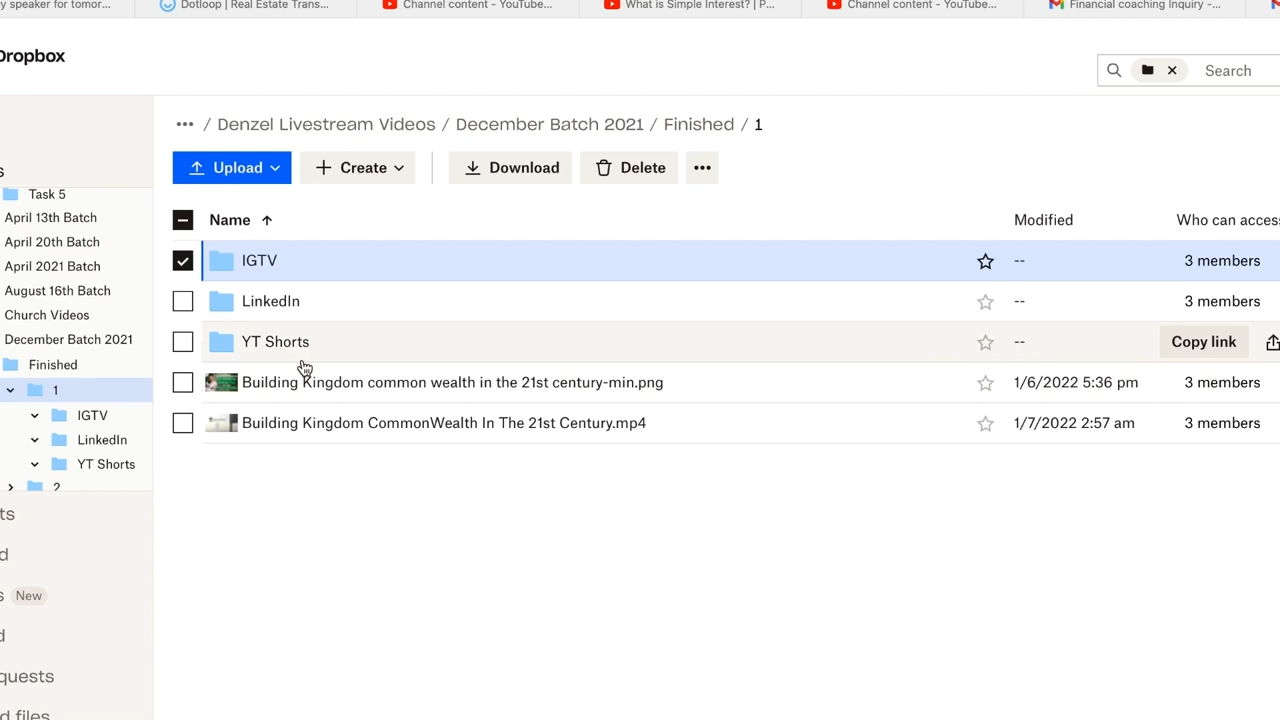 y speaker for tomor...
Dotloop | Real Estate Trans...
Channel content - YouTube...
What is Simple Interest? | P...
Channel content - YouTube...
Financial coaching Inquiry -...
Dropbox
Search
... / Denzel Livestream Videos / December Batch 2021 / Finished / 1
Upload
Create
Download
Delete
...
s
Task 5
April 13th Batch
April 20th Batch
April 2021 Batch
August 16th Batch
Church Videos
December Batch 2021
Finished
1
IGTV
LinkedIn
YT Shorts
2
ts
d
s New
d
quests
d files
Name Modified Who can acces
IGTV -- 3 members
LinkedIn -- 3 members
YT Shorts -- Copy link
Building Kingdom common wealth in the 21st century-min.png 1/6/2022 5:36 pm 3 members
Building Kingdom CommonWealth In The 21st Century.mp4 1/7/2022 2:57 am 3 members